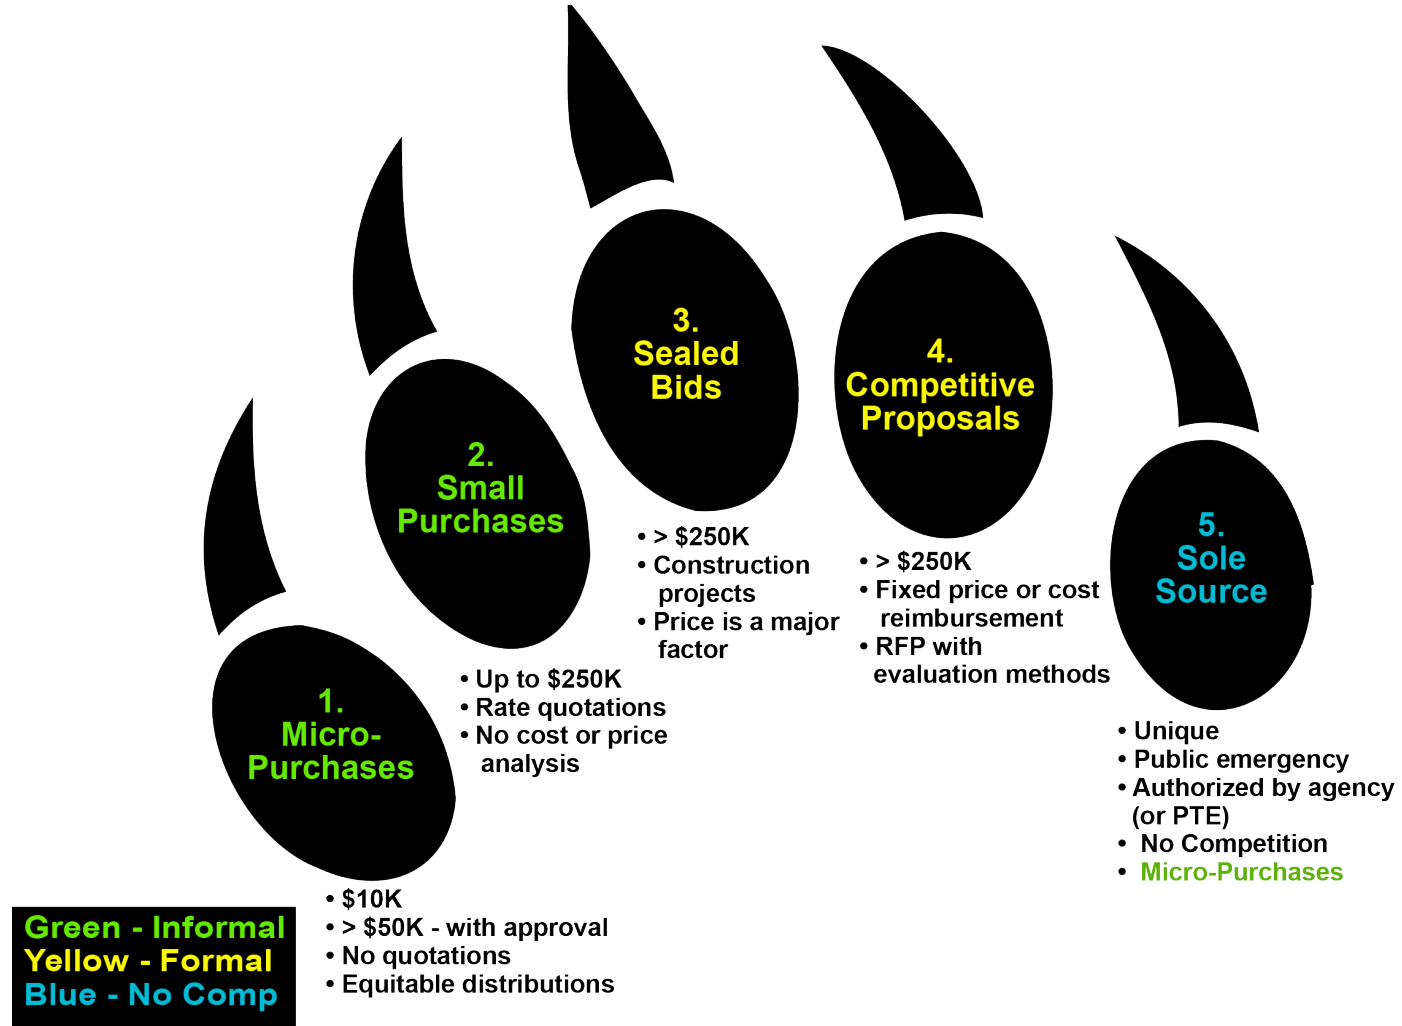 1.
Micro-
Purchases
• $10K
• > $50K - with approval
• No quotations
• Equitable distributions
2.
Small
Purchases
• Up to $250K
• Rate quotations
• No cost or price
analysis
3.
Sealed
Bids
• > $250K
• Construction
projects
• Price is a major
factor
4.
Competitive
Proposals
• > $250K
• Fixed price or cost
reimbursement
• RFP with
evaluation methods
5.
Sole
Source
• Unique
• Public emergency
• Authorized by agency
(or PTE)
• No Competition
• Micro-Purchases
Green - Informal
Yellow - Formal
Blue - No Comp